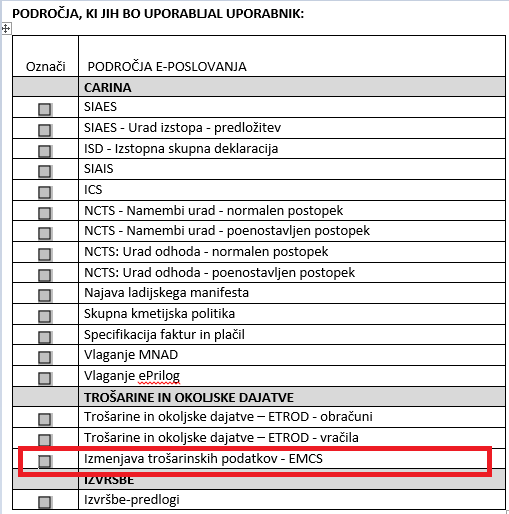 PODROČJA, KI JIH BO UPORABLJAL UPORABNIK:
Označi PODROČJA E-POSLOVANJA
CARINA
SIAES
SIAES - Urad izstopa - predložitev
ISD - Izstopna skupna deklaracija
SIAIS
ICS
NCTS - Namembi urad - normalen postopek
NCTS - Namembi urad - poenostavljen postopek
NCTS: Urad odhoda - normalen postopek
NCTS: Urad odhoda - poenostavljen postopek
Najava ladijskega manifesta
Skupna kmetijska politika
Specifikacija faktur in plačil
Vlaganje MNAD
Vlaganje ePrilog
TROŠARINE IN OKOLJSKE DAJATVE
Trošarine in okoljske dajatve – ETROD - obračuni
Trošarine in okoljske dajatve – ETROD - vračila
Izmenjava trošarinskih podatkov - EMCS
IZVRŠBE
Izvršbe-predlogi